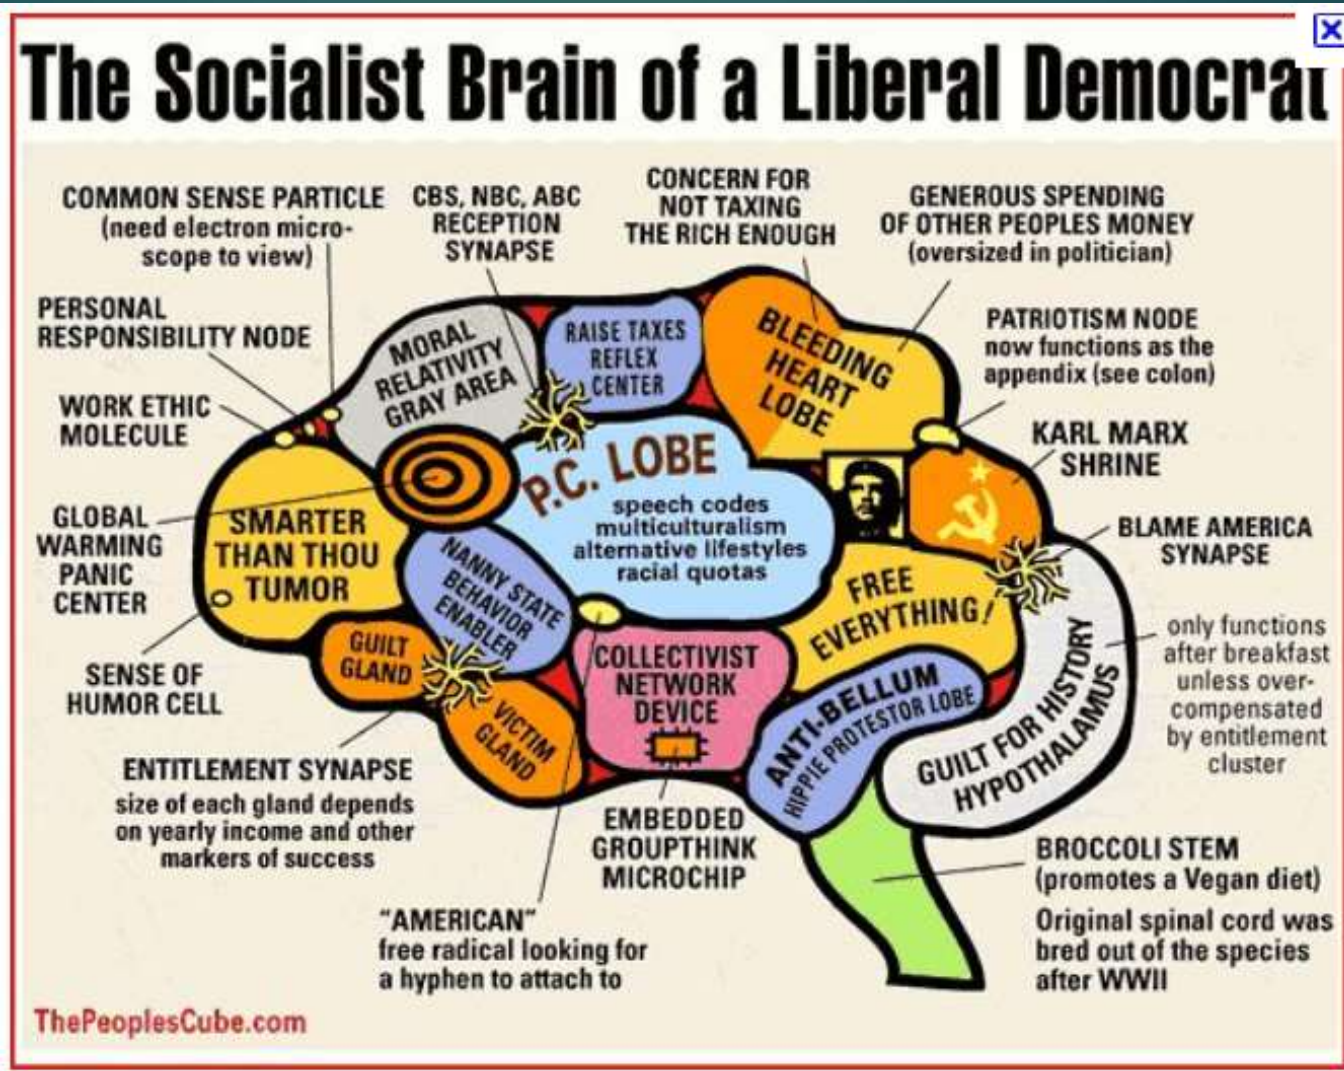 The Socialist Brain of a Liberal Democrat
COMMON SENSE PARTICLE
(need electron micro-
scope to view)
CBS, NBC, ABC
RECEPTION
SYNAPSE
CONCERN FOR
NOT TAXING
THE RICH ENOUGH
GENEROUS SPENDING
OF OTHER PEOPLES MONEY
(oversized in politician)
PERSONAL
RESPONSIBILITY NODE
PATRIOTISM NODE
now functions as the
appendix (see colon)
WORK ETHIC
MOLECULE
KARL MARX
SHRINE
GLOBAL
WARMING
PANIC
CENTER
BLAME AMERICA
SYNAPSE
MORAL
RELATIVITY
GRAY AREA
RAISE TAXES
REFLEX
CENTER
BLEEDING
HEART
LOBE
P.C. LOBE
speech codes
multiculturalism
alternative lifestyles
racial quotas
SMARTER
THAN THOU
TUMOR
NANNY STATE
BEHAVIOR
ENABLER
FREE
EVERYTHING!
GUILT
GLAND
VICTIM
GLAND
COLLECTIVIST
NETWORK
DEVICE
ANTI-BELLUM
HIPPIE PROTESTOR LOBE
GUILT FOR HISTORY
HYPOTHALAMUS
only functions
after breakfast
unless over-
compensated
by entitlement
cluster
SENSE OF
HUMOR CELL
ENTITLEMENT SYNAPSE
size of each gland depends
on yearly income and other
markers of success
EMBEDDED
GROUPTHINK
MICROCHIP
"AMERICAN"
free radical looking for
a hyphen to attach to
BROCCOLI STEM
(promotes a Vegan diet)
Original spinal cord was
bred out of the species
after WWII
ThePeoplesCube.com